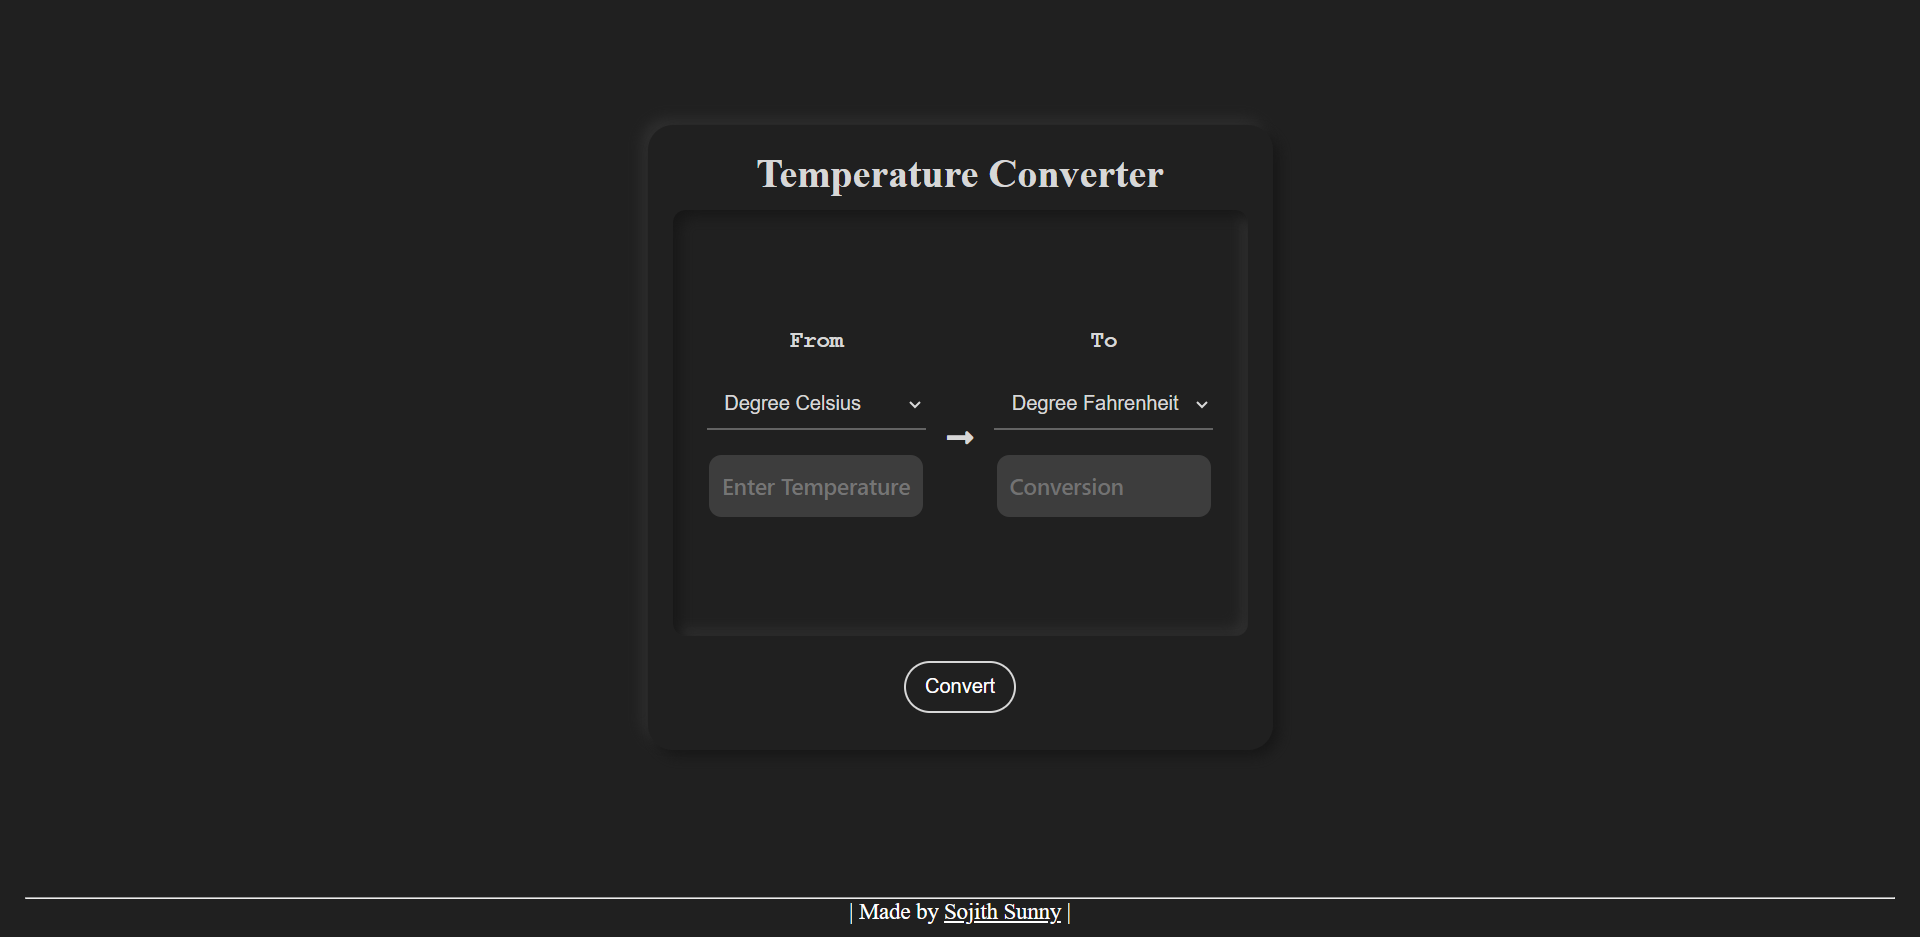 Temperature Converter
From
To
Degree Celsius
Degree Fahrenheit
Enter Temperature
Conversion
Convert
| Made by Sojith Sunny |